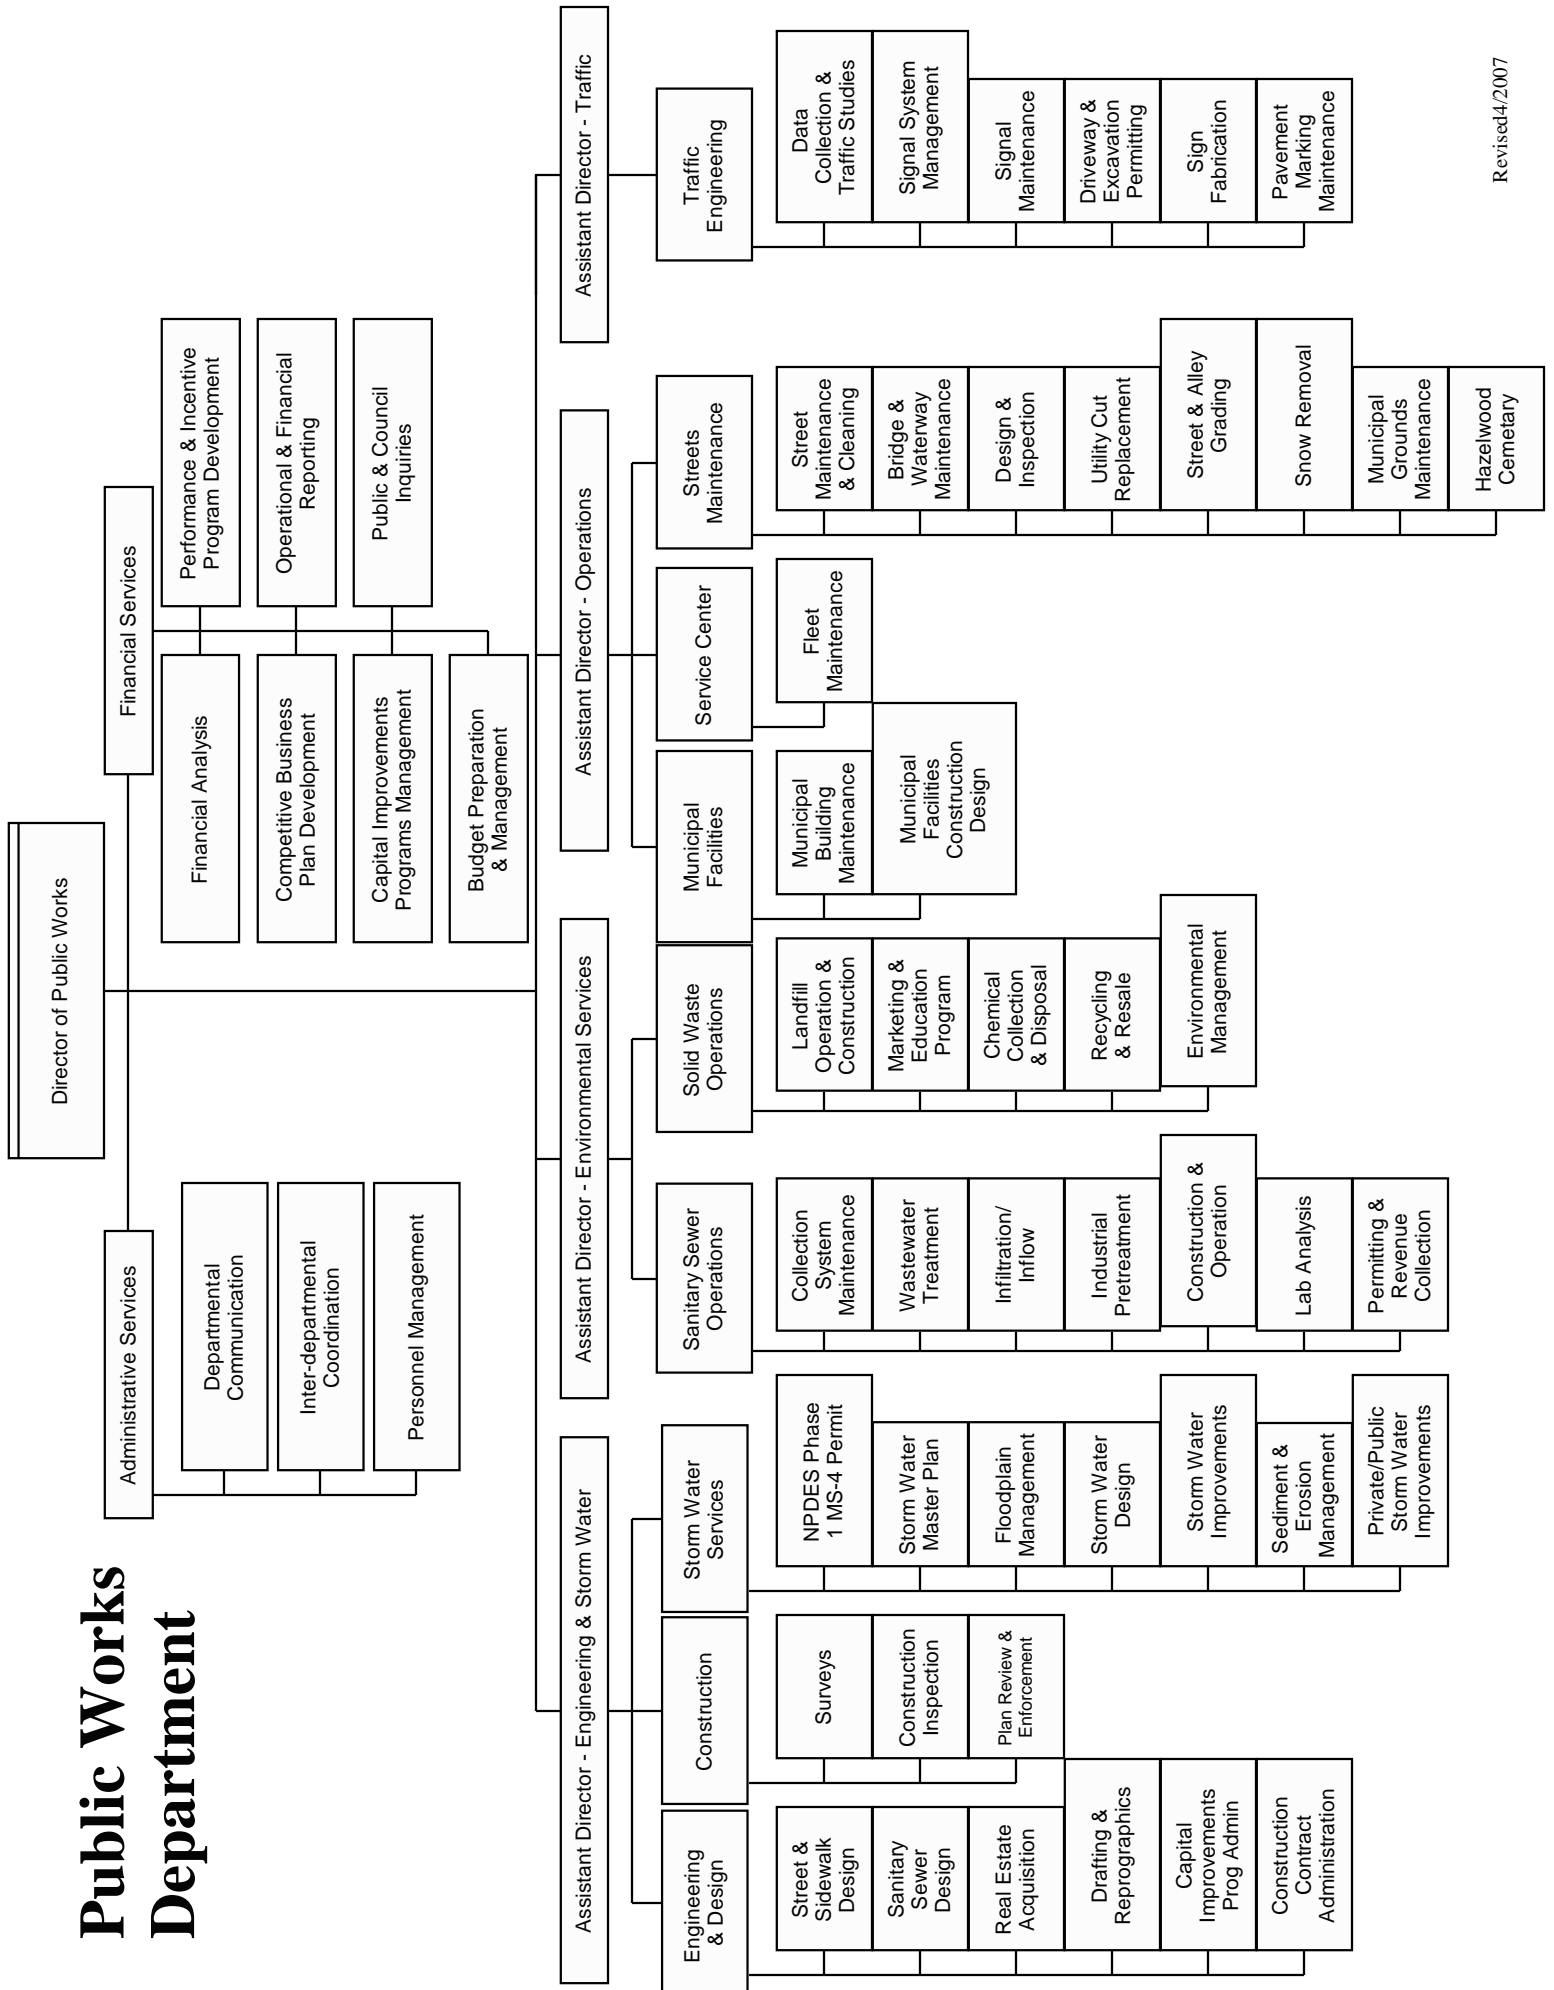 Public Works
Department
Director of Public Works
Administrative Services
Departmental
Communication
Inter-departmental
Coordination
Personnel Management
Financial Services
Financial Analysis
Performance & Incentive
Program Development
Competitive Business
Plan Development
Operational & Financial
Reporting
Capital Improvements
Programs Management
Public & Council
Inquiries
Budget Preparation
& Management
Assistant Director - Engineering & Storm Water
Engineering
& Design
Street &
Sidewalk
Design
Sanitary
Sewer
Design
Real Estate
Acquisition
Drafting &
Reprographics
Capital
Improvements
Prog Admin
Construction
Contract
Administration
Construction
Surveys
Construction
Inspection
Plan Review &
Enforcement
Storm Water
Services
NPDES Phase
1 MS-4 Permit
Storm Water
Master Plan
Floodplain
Management
Storm Water
Design
Storm Water
Improvements
Sediment &
Erosion
Management
Private/Public
Storm Water
Improvements
Assistant Director - Environmental Services
Sanitary Sewer
Operations
Collection
System
Maintenance
Wastewater
Treatment
Infiltration/
Inflow
Industrial
Pretreatment
Construction &
Operation
Lab Analysis
Permitting &
Revenue
Collection
Solid Waste
Operations
Landfill
Operation &
Construction
Marketing &
Education
Program
Chemical
Collection
& Disposal
Recycling
& Resale
Environmental
Management
Assistant Director - Operations
Municipal
Facilities
Municipal
Building
Maintenance
Municipal
Facilities
Construction
Design
Service Center
Fleet
Maintenance
Streets
Maintenance
Street
Maintenance
& Cleaning
Bridge &
Waterway
Maintenance
Design &
Inspection
Utility Cut
Replacement
Street & Alley
Grading
Snow Removal
Municipal
Grounds
Maintenance
Hazelwood
Cemetary
Assistant Director - Traffic
Traffic
Engineering
Data
Collection &
Traffic Studies
Signal System
Management
Signal
Maintenance
Driveway &
Excavation
Permitting
Sign
Fabrication
Pavement
Marking
Maintenance
Revised4/2007